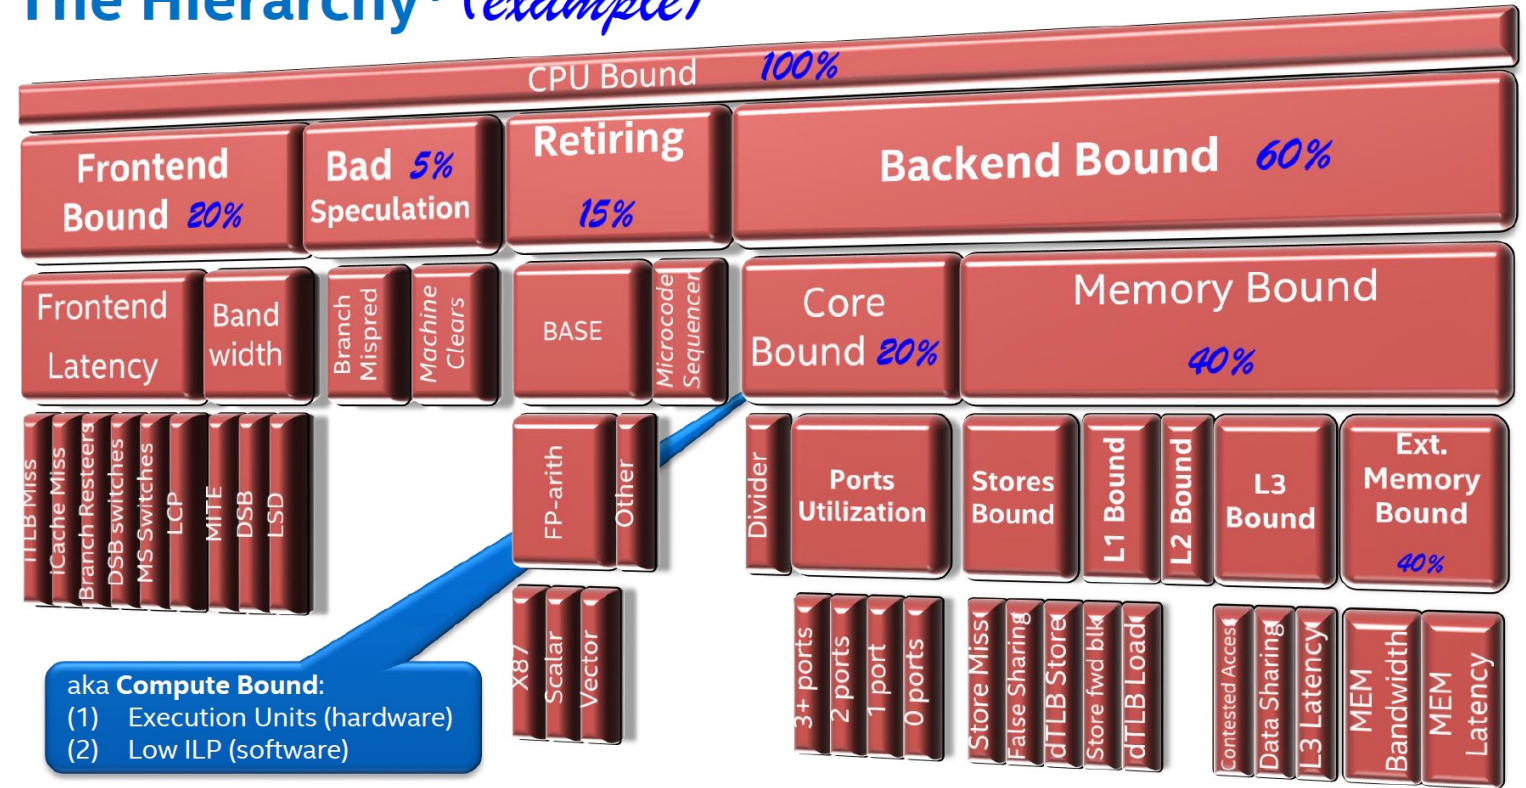 The Hierarchy* (example)
CPU Bound 100%
Frontend
Bound 20%
Bad 5%
Speculation
Retiring
15%
Backend Bound 60%
Frontend
Latency
Band
width
Branch
Mispred
Machine
Clears
BASE
Microcode
Sequencer
Core
Bound 20%
Memory Bound
40%
ITLB Miss
iCache Miss
Branch Resteers
DSB switches
MS Switches
LCP
MITE
DSB
LSD
FP-arith
Other
Divider
Ports
Utilization
Stores
Bound
L1 Bound
L2 Bound
L3
Bound
Ext.
Memory
Bound
40%
X87
Scalar
Vector
3+ ports
2 ports
1 port
0 ports
Store Miss
False Sharing
dTLB Store
Store fwd blk
dTLB Load
Contested Access
Data Sharing
L3 Latency
MEM
Bandwidth
MEM
Latency
aka Compute Bound:
(1) Execution Units (hardware)
(2) Low ILP (software)